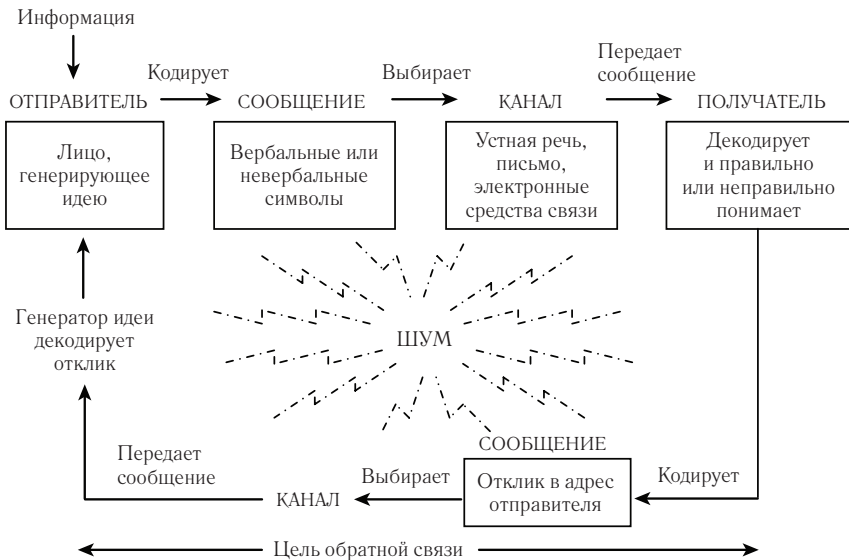 Информация
Кодирует
Выбирает
Передает
сообщение
ОТПРАВИТЕЛЬ
СООБЩЕНИЕ
КАНАЛ
ПОЛУЧАТЕЛЬ
Лицо,
генерирующее
идею
Вербальные или
невербальные
символы
Устная речь,
письмо,
электронные
средства связи
Декодирует
и правильно
или неправильно
понимает
Генератор идеи
декодирует
отклик
ШУМ
СООБЩЕНИЕ
Отклик в адрес
отправителя
Кодирует
Выбирает
КАНАЛ
Передает
сообщение
Цель обратной связи